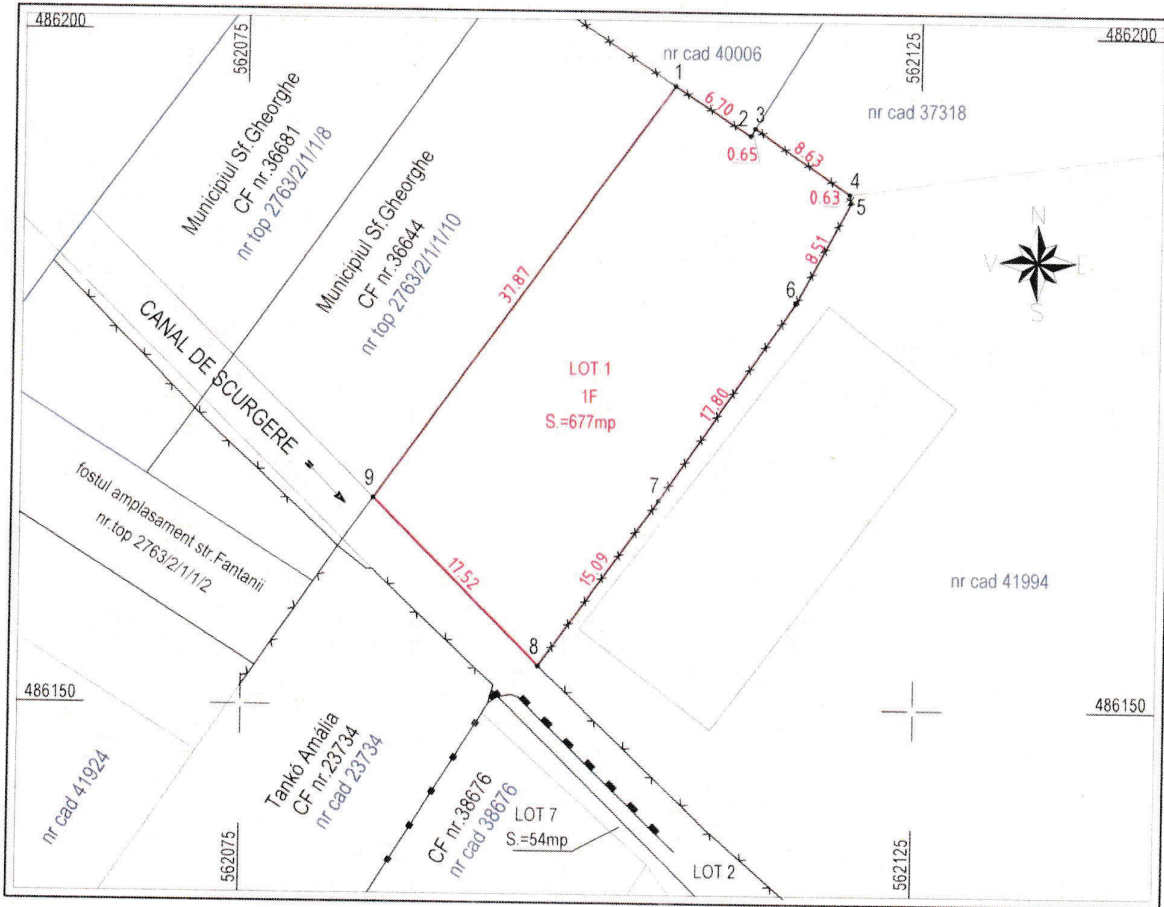 486200
562075
nr cad 40006
562125
486200
1
6.70
2
3
0.65
8.63
nr cad 37318
4
0.63
5
Municipiul Sf.Gheorghe
CF nr.36681
nr top 2763/2/1/1/8
Municipiul Sf.Gheorghe
CF nr.36644
nr top 2763/2/1/1/10
37.87
8.51
6
N
V
E
S
CANAL DE SCURGERE
LOT 1
1F
S.=677mp
17.80
fostul amplasament str.Fantanii
nr.top 2763/2/1/1/2
9
7
17.52
15.09
nr cad 41994
8
486150
486150
nr cad 41924
Tankó Amália
CF nr.23734
nr cad 23734
CF nr.38676
nr cad 38676
LOT 7
S.=54mp
LOT 2
562075
562125